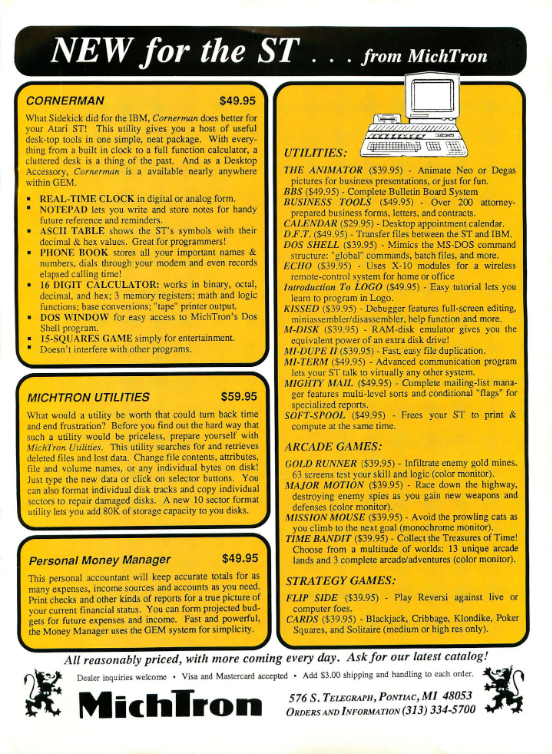 NEW for the ST . . . from MichTron
CORNERMAN $49.95
What Sidekick did for the IBM, Cornerman does better for
your Atari ST! This utility gives you a host of useful
desk-top tools in one simple, neat package. With every-
thing from a built in clock to a full function calculator, a
cluttered desk is a thing of the past. And as a Desktop
Accessory, Cornerman is a available nearly anywhere
within GEM.
▪ REAL-TIME CLOCK in digital or analog form.
▪ NOTEPAD lets you write and store notes for handy
future reference and reminders.
▪ ASCII TABLE shows the ST's symbols with their
decimal & hex values. Great for programmers!
▪ PHONE BOOK stores all your important names &
numbers, dials through your modem and even records
elapsed calling time!
▪ 16 DIGIT CALCULATOR: works in binary, octal,
decimal, and hex; 3 memory registers; math and logic
functions; base conversions; "tape" printer output.
▪ DOS WINDOW for easy access to MichTron's Dos
Shell program.
▪ 15-SQUARES GAME simply for entertainment.
▪ Doesn't interfere with other programs.
MICHTRON UTILITIES $59.95
What would a utility be worth that could turn back time
and end frustration? Before you find out the hard way that
such a utility would be priceless, prepare yourself with
MichTron Utilities. This utility searches for and retrieves
deleted files and lost data. Change file contents, attributes,
file and volume names, or any individual bytes on disk!
Just type the new data or click on selector buttons. You
can also format individual disk tracks and copy individual
sectors to repair damaged disks. A new 10 sector format
utility lets you add 80K of storage capacity to you disks.
Personal Money Manager $49.95
This personal accountant will keep accurate totals for as
many expenses, income sources and accounts as you need.
Print checks and other kinds of reports for a true picture of
your current financial status. You can form projected bud-
gets for future expenses and income. Fast and powerful,
the Money Manager uses the GEM system for simplicity.
UTILITIES:
THE ANIMATOR ($39.95) - Animate Neo or Degas
pictures for business presentations, or just for fun.
BBS ($49.95) - Complete Bulletin Board System
BUSINESS TOOLS ($49.95) - Over 200 attorney-
prepared business forms, letters, and contracts.
CALENDAR ($29.95) - Desktop appointment calendar.
D.F.T. ($49.95) - Transfer files between the ST and IBM.
DOS SHELL ($39.95) - Mimics the MS-DOS command
structure: "global" commands, batch files, and more.
ECHO ($39.95) - Uses X-10 modules for a wireless
remote-control system for home or office
Introduction To LOGO ($49.95) - Easy tutorial lets you
learn to program in Logo.
KISSED ($39.95) - Debugger features full-screen editing,
miniassembler/disassembler, help function and more.
M-DISK ($39.95) - RAM-disk emulator gives you the
equivalent power of an extra disk drive!
MI-DUPE II ($39.95) - Fast, easy file duplication.
MI-TERM ($49.95) - Advanced communication program
lets your ST talk to virtually any other system.
MIGHTY MAIL ($49.95) - Complete mailing-list mana-
ger features multi-level sorts and conditional "flags" for
specialized reports.
SOFT-SPOOL ($49.95) - Frees your ST to print &
compute at the same time.
ARCADE GAMES:
GOLD RUNNER ($39.95) - Infiltrate enemy gold mines.
63 screens test your skill and logic (color monitor).
MAJOR MOTION ($39.95) - Race down the highway,
destroying enemy spies as you gain new weapons and
defenses (color monitor).
MISSION MOUSE ($39.95) - Avoid the prowling cats as
you climb to the next goal (monochrome monitor).
TIME BANDIT ($39.95) - Collect the Treasures of Time!
Choose from a multitude of worlds: 13 unique arcade
lands and 3 complete arcade/adventures (color monitor).
STRATEGY GAMES:
FLIP SIDE ($39.95) - Play Reversi against live or
computer foes.
CARDS ($39.95) - Blackjack, Cribbage, Klondike, Poker
Squares, and Solitaire (medium or high res only).
All reasonably priced, with more coming every day. Ask for our latest catalog!
Dealer inquiries welcome • Visa and Mastercard accepted • Add $3.00 shipping and handling to each order.
MichTron
576 S. TELEGRAPH, PONTIAC, MI 48053
ORDERS AND INFORMATION (313) 334-5700